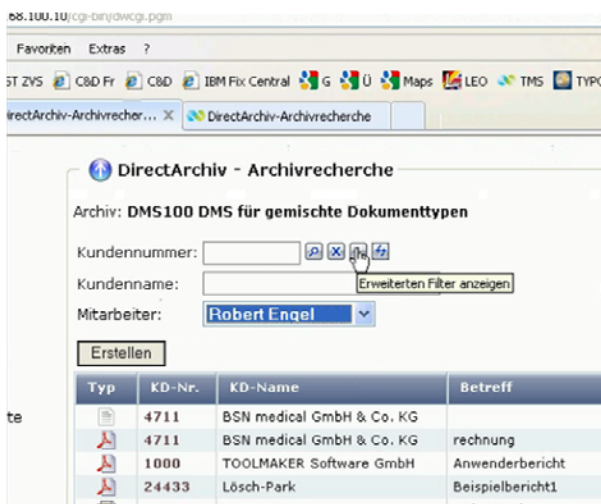 68.100.10/cgi-bin/dwcgi.pgm
Favoriten Extras ?
ST ZVS C&D Fr C&D IBM Fix Central G Ü Maps LEO TMS TYPO
irectArchiv-Archivrecher... X DirectArchiv-Archivrecherche
DirectArchiv - Archivrecherche
Archiv: DMS100 DMS für gemischte Dokumenttypen
Kundennummer:
Kundenname:
Erweiterten Filter anzeigen
Mitarbeiter: Robert Engel
Erstellen
Typ KD-Nr. KD-Name Betreff
te
4711 BSN medical GmbH & Co. KG
4711 BSN medical GmbH & Co. KG rechnung
1000 TOOLMAKER Software GmbH Anwenderbericht
24433 Lösch-Park Beispielbericht1